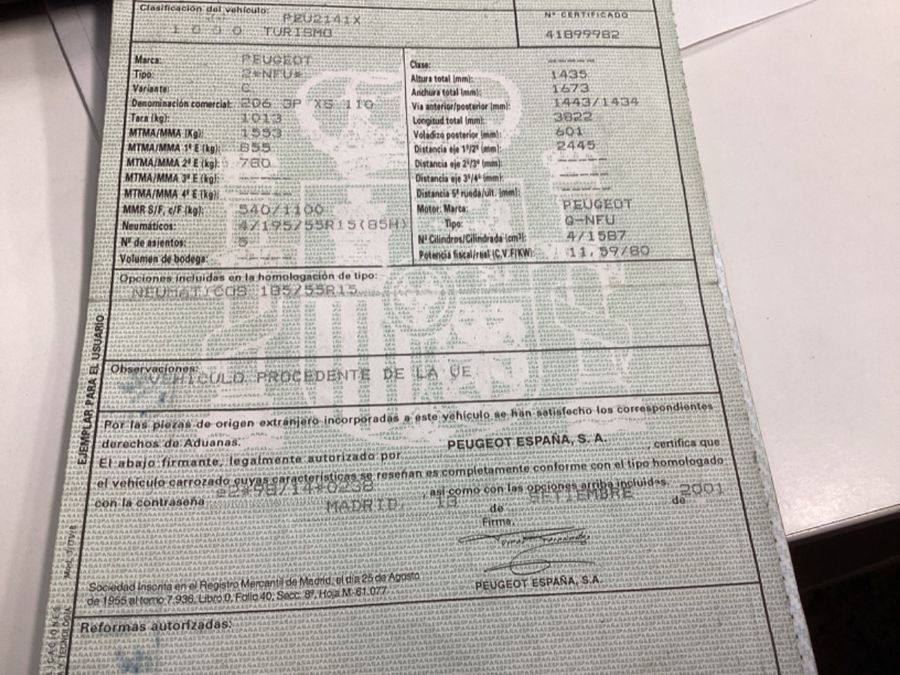 Clasificación del vehículo:
PEU2141X
1000 TURISMO
Nº CERTIFICADO
41899982
Marca: PEUGEOT
Tipo: 2*NFU*
Variante: C
Denominación comercial: 206 3P XS 110
Tara (kg): 1013
MTMA/MMA (Kg): 1553
MTMA/MMA 1º E (kg): 855
MTMA/MMA 2º E (kg): 780
MTMA/MMA 3º E (kg): -----
MTMA/MMA 4º E (kg): -----
MMR S/F, c/F (kg): 540/1100
Neumáticos: 4/195/55R15(85H)
Nº de asientos: 5
Volumen de bodega: -----
Clase: -----
Altura total (mm): 1435
Anchura total (mm): 1673
Vía anterior/posterior (mm): 1443/1434
Longitud total (mm): 3822
Voladizo posterior (mm): 601
Distancia eje 1º/2º (mm): 2445
Distancia eje 2º/3º (mm): -----
Distancia eje 3º/4º (mm): -----
Distancia 5ª rueda/ult. (mm): -----
Motor: Marca: PEUGEOT
Tipo: Q-NFU
Nº Cilindros/Cilindrada (cm³): 4/1587
Potencia fiscal/real (C.V.F/KW): 11,59/80
Opciones incluidas en la homologación de tipo:
NEUMATICOS 185/55R15
Observaciones:
VEHICULO PROCEDENTE DE LA UE.
EJEMPLAR PARA EL USUARIO
Por las piezas de origen extranjero incorporadas a este vehículo se han satisfecho los correspondientes
derechos de Aduanas.
El abajo firmante, legalmente autorizado por PEUGEOT ESPAÑA, S. A. , certifica que
el vehículo carrozado cuyas características se reseñan es completamente conforme con el tipo homologado
con la contraseña e2*98/14*0238 , así como con las opciones arriba incluidas.
MADRID, 13 de SETIEMBRE de 2001
Firma,
PEUGEOT ESPAÑA, S.A.
Sociedad Inscrita en el Registro Mercantil de Madrid, el día 25 de Agosto
de 1955 al tomo 7.936, Libro 0, Folio 40, Secc. 8ª, Hoja M-61.077
Reformas autorizadas: